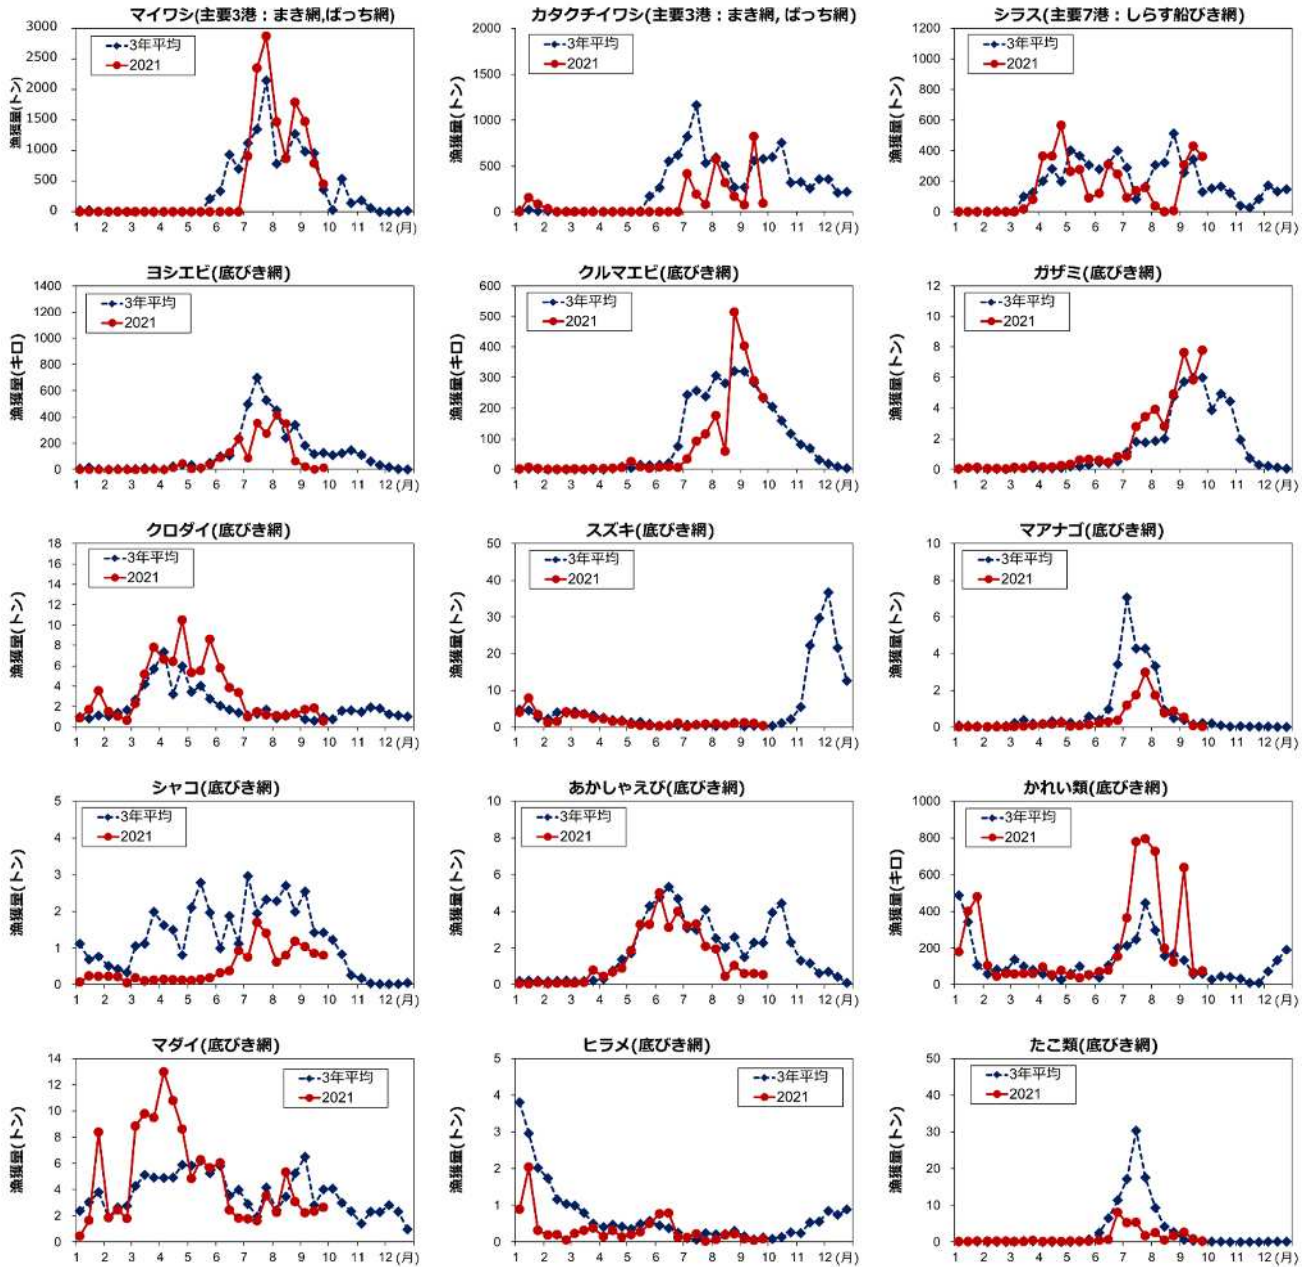 マイワシ(主要3港：まき網,ばっち網)
漁獲量(トン)
3000
2500
2000
1500
1000
500
0
3年平均
2021
1 2 3 4 5 6 7 8 9 10 11 12 (月)
カタクチイワシ(主要3港：まき網, ばっち網)
漁獲量(トン)
2000
1500
1000
500
0
3年平均
2021
1 2 3 4 5 6 7 8 9 10 11 12 (月)
シラス(主要7港：しらす船びき網)
漁獲量(トン)
1200
1000
800
600
400
200
0
3年平均
2021
1 2 3 4 5 6 7 8 9 10 11 12 (月)
ヨシエビ(底びき網)
漁獲量(キロ)
1400
1200
1000
800
600
400
200
0
3年平均
2021
1 2 3 4 5 6 7 8 9 10 11 12 (月)
クルマエビ(底びき網)
漁獲量(キロ)
600
500
400
300
200
100
0
3年平均
2021
1 2 3 4 5 6 7 8 9 10 11 12 (月)
ガザミ(底びき網)
漁獲量(トン)
12
10
8
6
4
2
0
3年平均
2021
1 2 3 4 5 6 7 8 9 10 11 12 (月)
クロダイ(底びき網)
漁獲量(トン)
18
16
14
12
10
8
6
4
2
0
3年平均
2021
1 2 3 4 5 6 7 8 9 10 11 12 (月)
スズキ(底びき網)
漁獲量(トン)
50
40
30
20
10
0
3年平均
2021
1 2 3 4 5 6 7 8 9 10 11 12 (月)
マアナゴ(底びき網)
漁獲量(トン)
10
8
6
4
2
0
3年平均
2021
1 2 3 4 5 6 7 8 9 10 11 12 (月)
シャコ(底びき網)
漁獲量(トン)
5
4
3
2
1
0
3年平均
2021
1 2 3 4 5 6 7 8 9 10 11 12 (月)
あかしゃえび(底びき網)
漁獲量(トン)
10
8
6
4
2
0
3年平均
2021
1 2 3 4 5 6 7 8 9 10 11 12 (月)
かれい類(底びき網)
漁獲量(キロ)
1000
800
600
400
200
0
3年平均
2021
1 2 3 4 5 6 7 8 9 10 11 12 (月)
マダイ(底びき網)
漁獲量(トン)
14
12
10
8
6
4
2
0
3年平均
2021
1 2 3 4 5 6 7 8 9 10 11 12 (月)
ヒラメ(底びき網)
漁獲量(トン)
5
4
3
2
1
0
3年平均
2021
1 2 3 4 5 6 7 8 9 10 11 12 (月)
たこ類(底びき網)
漁獲量(トン)
50
40
30
20
10
0
3年平均
2021
1 2 3 4 5 6 7 8 9 10 11 12 (月)